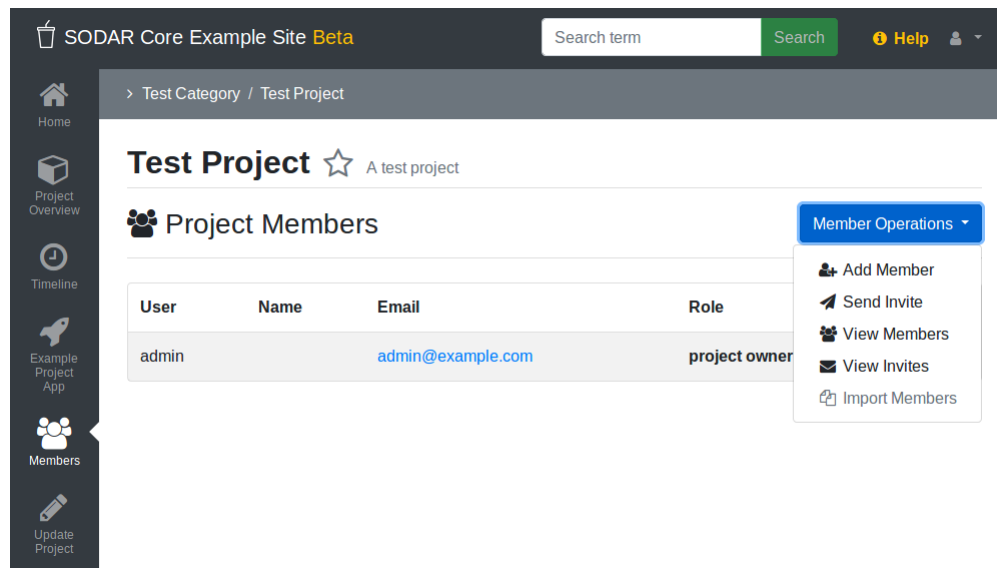 SODAR Core Example Site Beta
Search term
Search
Help
Home
> Test Category / Test Project
Test Project A test project
Project
Overview
Project Members
Member Operations
Timeline
Add Member
Send Invite
View Members
View Invites
Import Members
User Name Email Role
admin admin@example.com project owner
Example
Project
App
Members
Update
Project